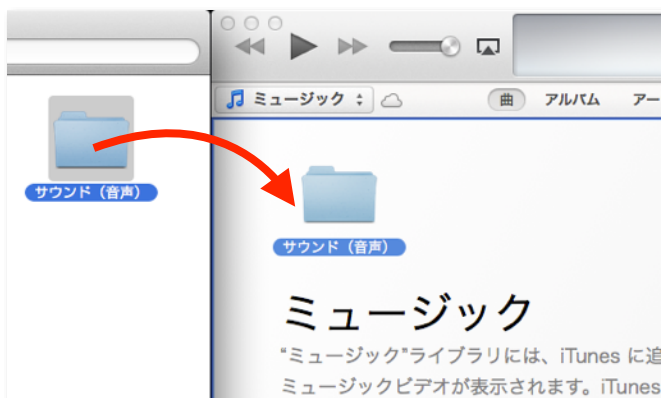 ミュージック
曲
アルバム
アー
サウンド（音声）
サウンド（音声）
ミュージック
“ミュージック”ライブラリには、iTunes に追
ミュージックビデオが表示されます。iTunes